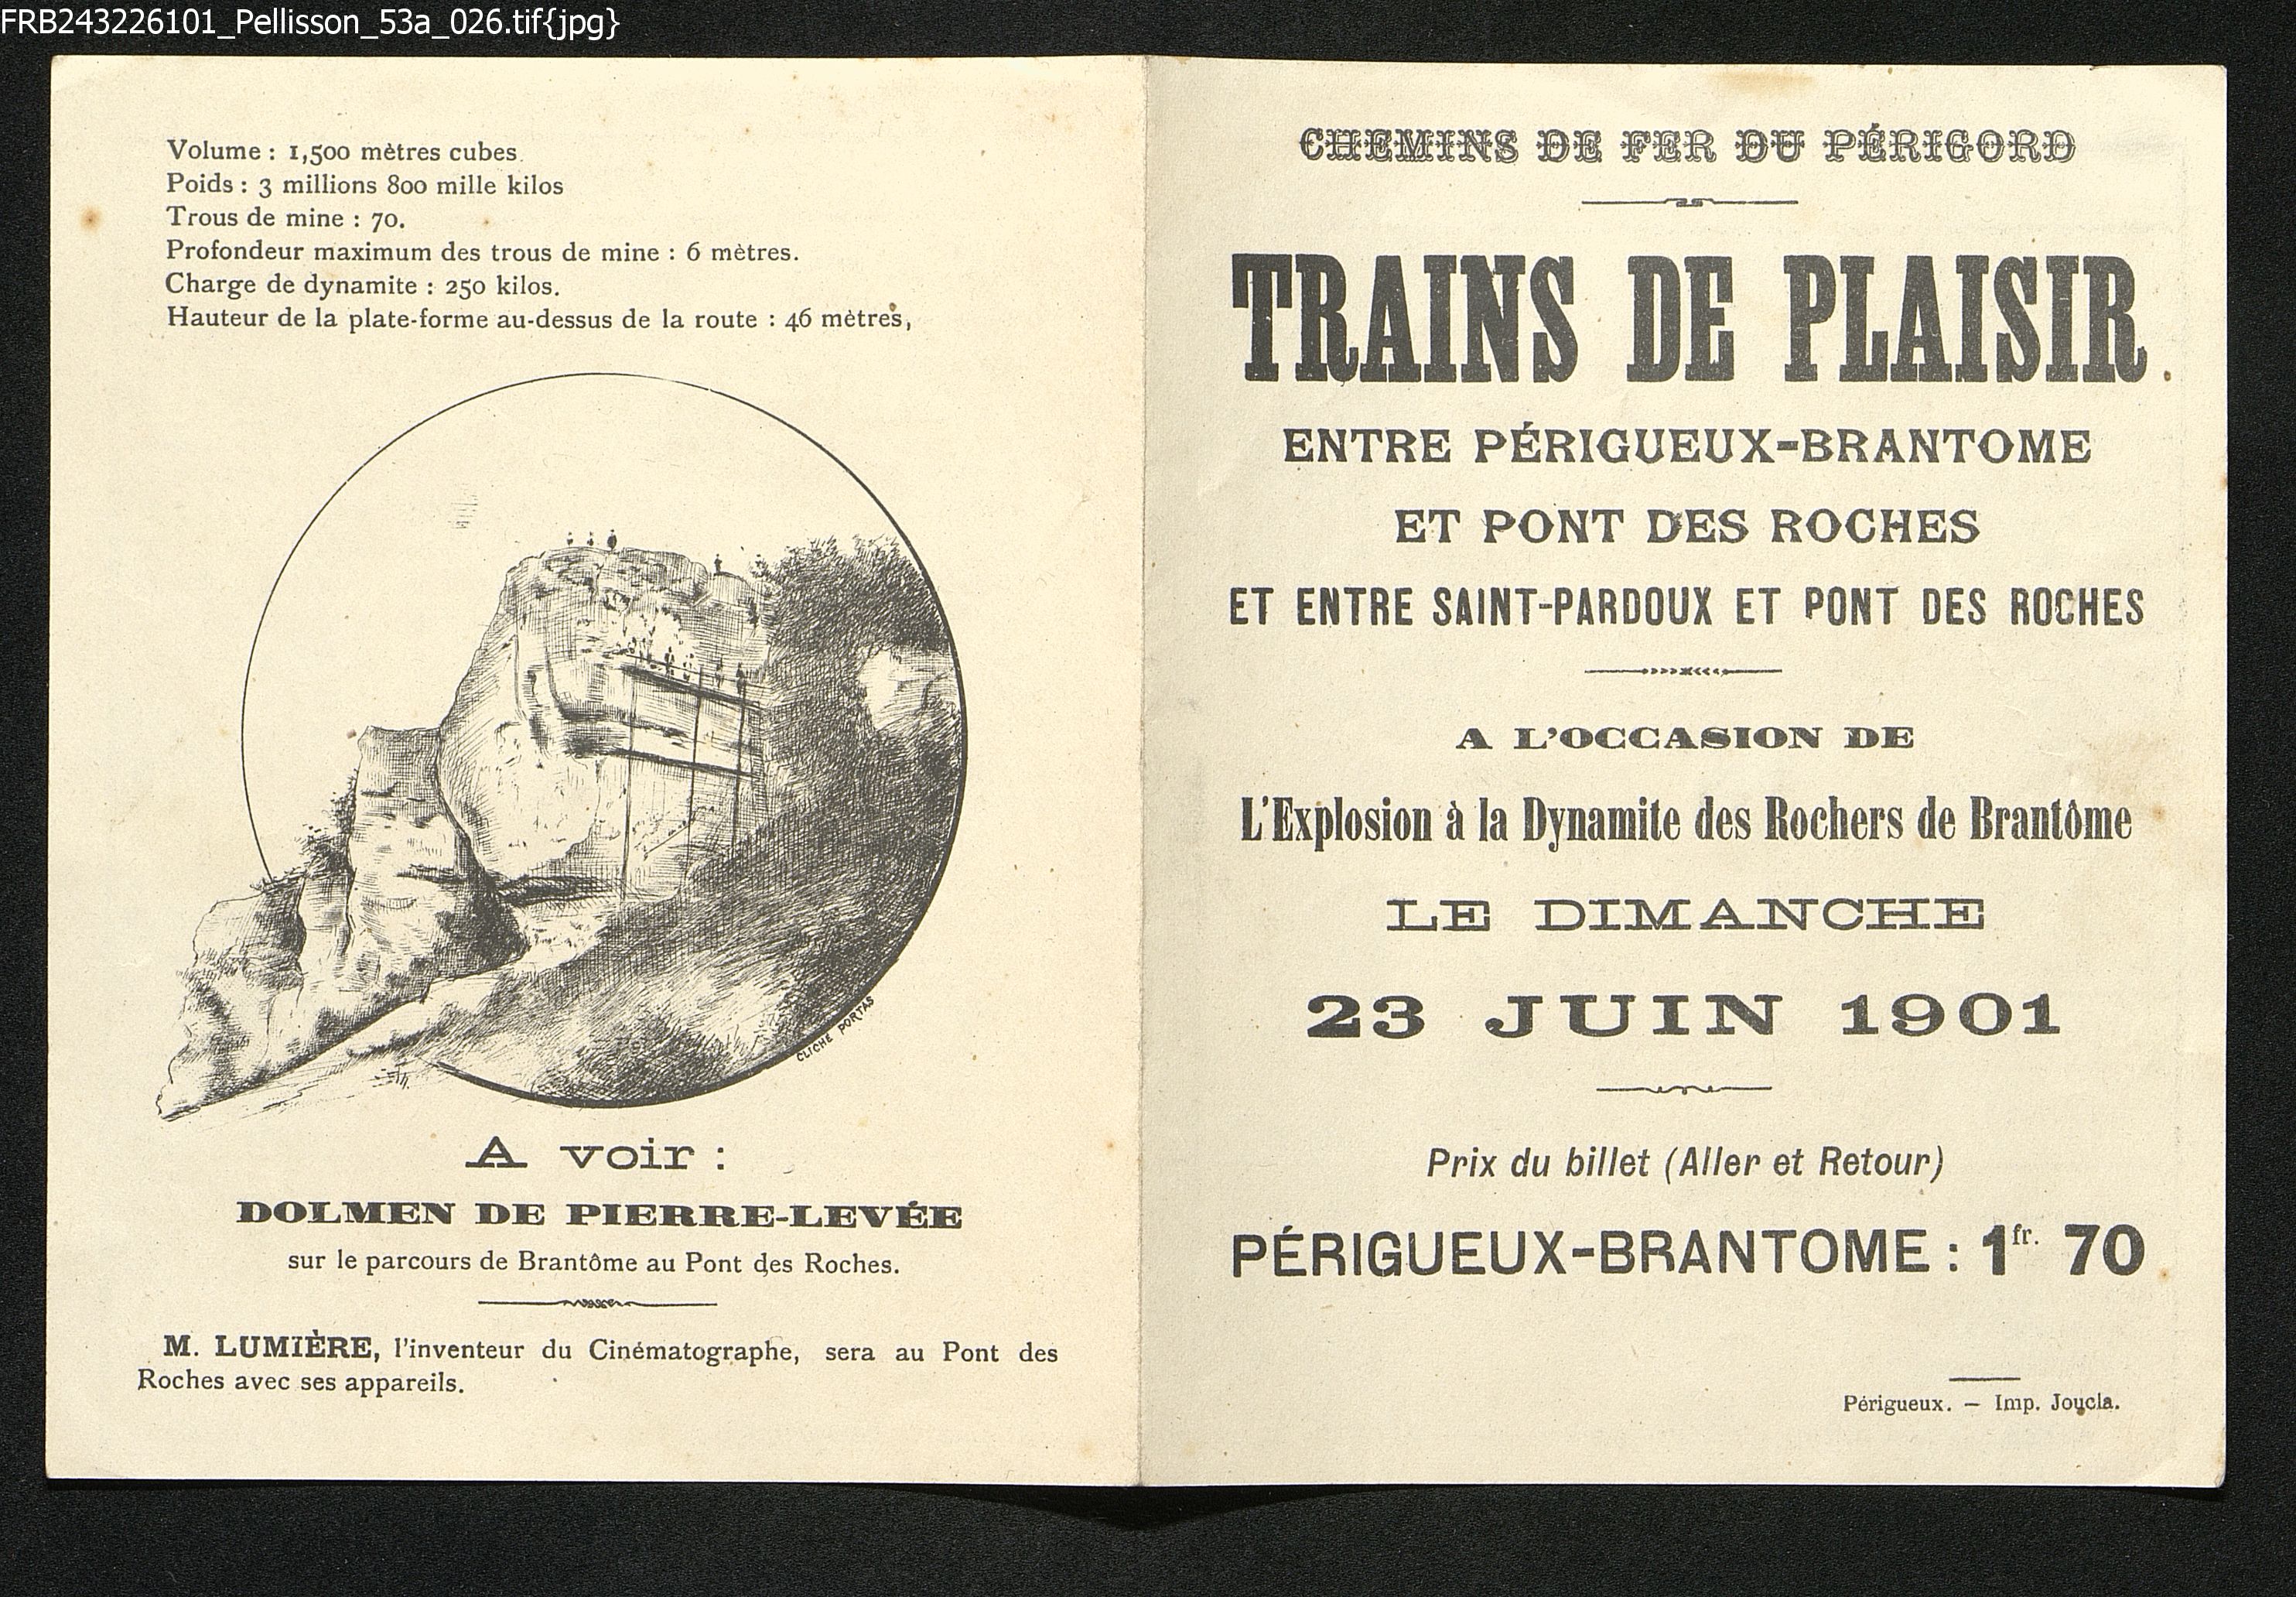 FRB243226101_Pellisson_53a_026.tif{jpg}
Volume : 1,500 mètres cubes.
Poids : 3 millions 800 mille kilos
Trous de mine : 70.
Profondeur maximum des trous de mine : 6 mètres.
Charge de dynamite : 250 kilos.
Hauteur de la plate-forme au-dessus de la route : 46 mètres,
CLICHÉ PORTAS
A voir :
DOLMEN DE PIERRE-LEVÉE
sur le parcours de Brantôme au Pont des Roches.
M. LUMIÈRE, l'inventeur du Cinématographe, sera au Pont des
Roches avec ses appareils.
CHEMINS DE FER DU PÉRIGORD
TRAINS DE PLAISIR
ENTRE PÉRIGUEUX-BRANTOME
ET PONT DES ROCHES
ET ENTRE SAINT-PARDOUX ET PONT DES ROCHES
A L'OCCASION DE
L'Explosion à la Dynamite des Rochers de Brantôme
LE DIMANCHE
23 JUIN 1901
Prix du billet (Aller et Retour)
PÉRIGUEUX-BRANTOME : 1fr. 70
Périgueux. — Imp. Joucla.